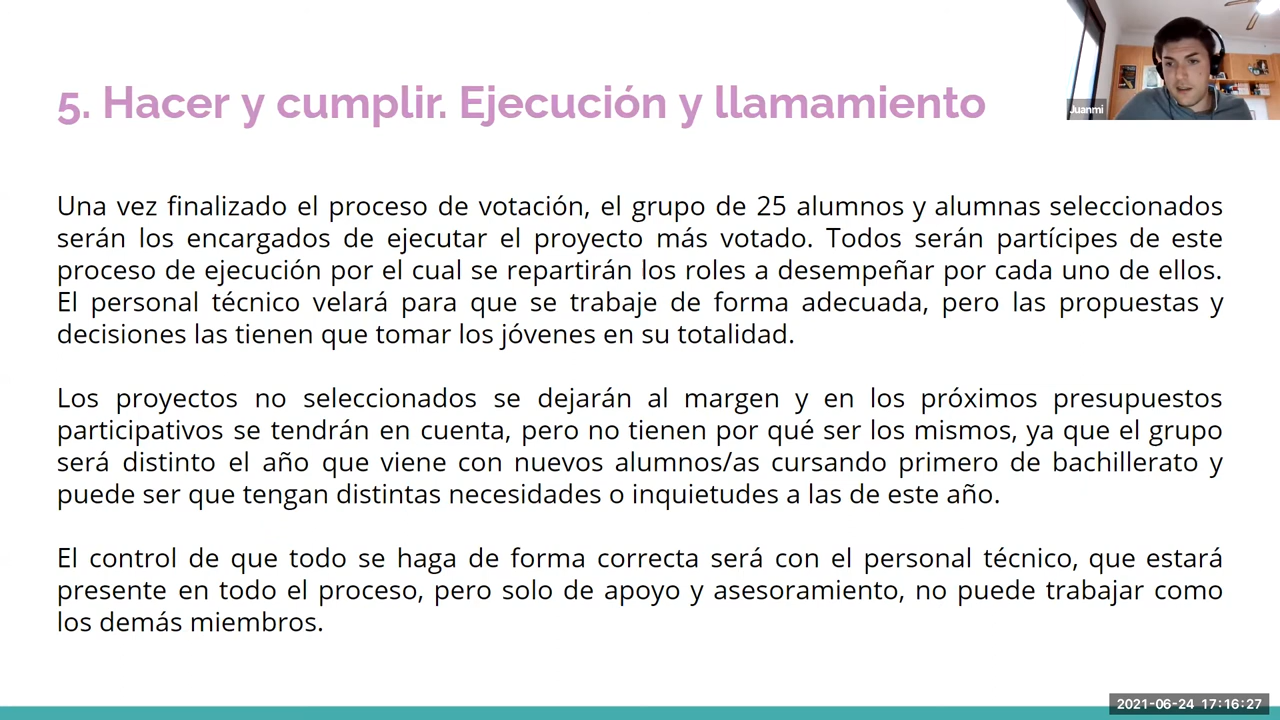 5. Hacer y cumplir. Ejecución y llamamiento
Juanmi
Una vez finalizado el proceso de votación, el grupo de 25 alumnos y alumnas seleccionados
serán los encargados de ejecutar el proyecto más votado. Todos serán partícipes de este
proceso de ejecución por el cual se repartirán los roles a desempeñar por cada uno de ellos.
El personal técnico velará para que se trabaje de forma adecuada, pero las propuestas y
decisiones las tienen que tomar los jóvenes en su totalidad.
Los proyectos no seleccionados se dejarán al margen y en los próximos presupuestos
participativos se tendrán en cuenta, pero no tienen por qué ser los mismos, ya que el grupo
será distinto el año que viene con nuevos alumnos/as cursando primero de bachillerato y
puede ser que tengan distintas necesidades o inquietudes a las de este año.
El control de que todo se haga de forma correcta será con el personal técnico, que estará
presente en todo el proceso, pero solo de apoyo y asesoramiento, no puede trabajar como
los demás miembros.
2021-06-24 17:16:27